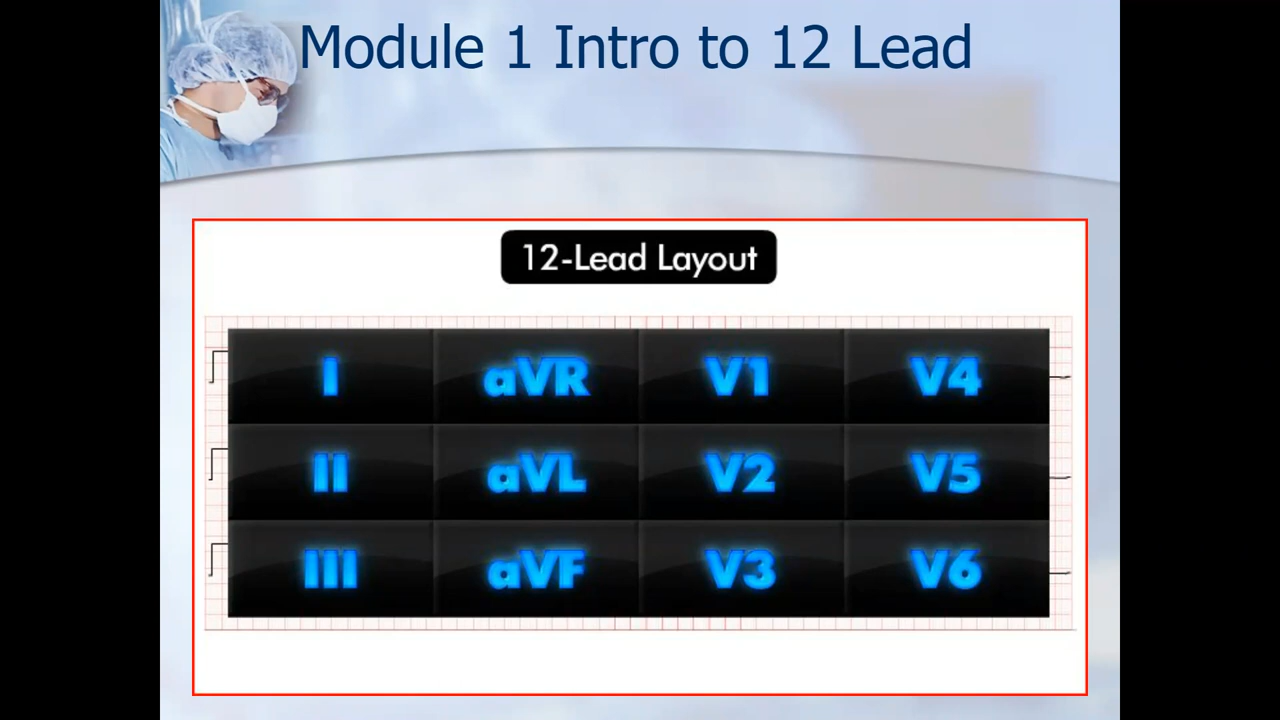 Module 1 Intro to 12 Lead
12-Lead Layout
I aVR V1 V4
II aVL V2 V5
III aVF V3 V6